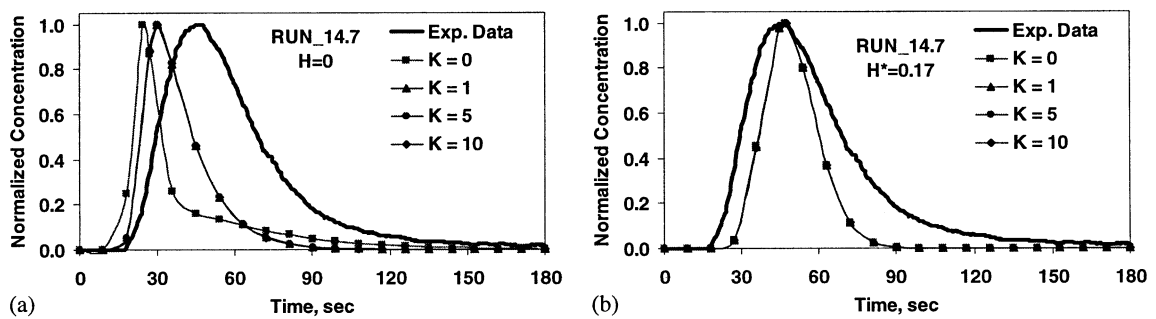 Normalized Concentration
1.0
0.8
0.6
0.4
0.2
0.0
RUN_14.7
H=0
Exp. Data
K = 0
K = 1
K = 5
K = 10
0 30 60 90 120 150 180
Time, sec
(a)
Normalized Concentration
1.0
0.8
0.6
0.4
0.2
0.0
RUN_14.7
H*=0.17
Exp. Data
K = 0
K = 1
K = 5
K = 10
0 30 60 90 120 150 180
Time, sec
(b)